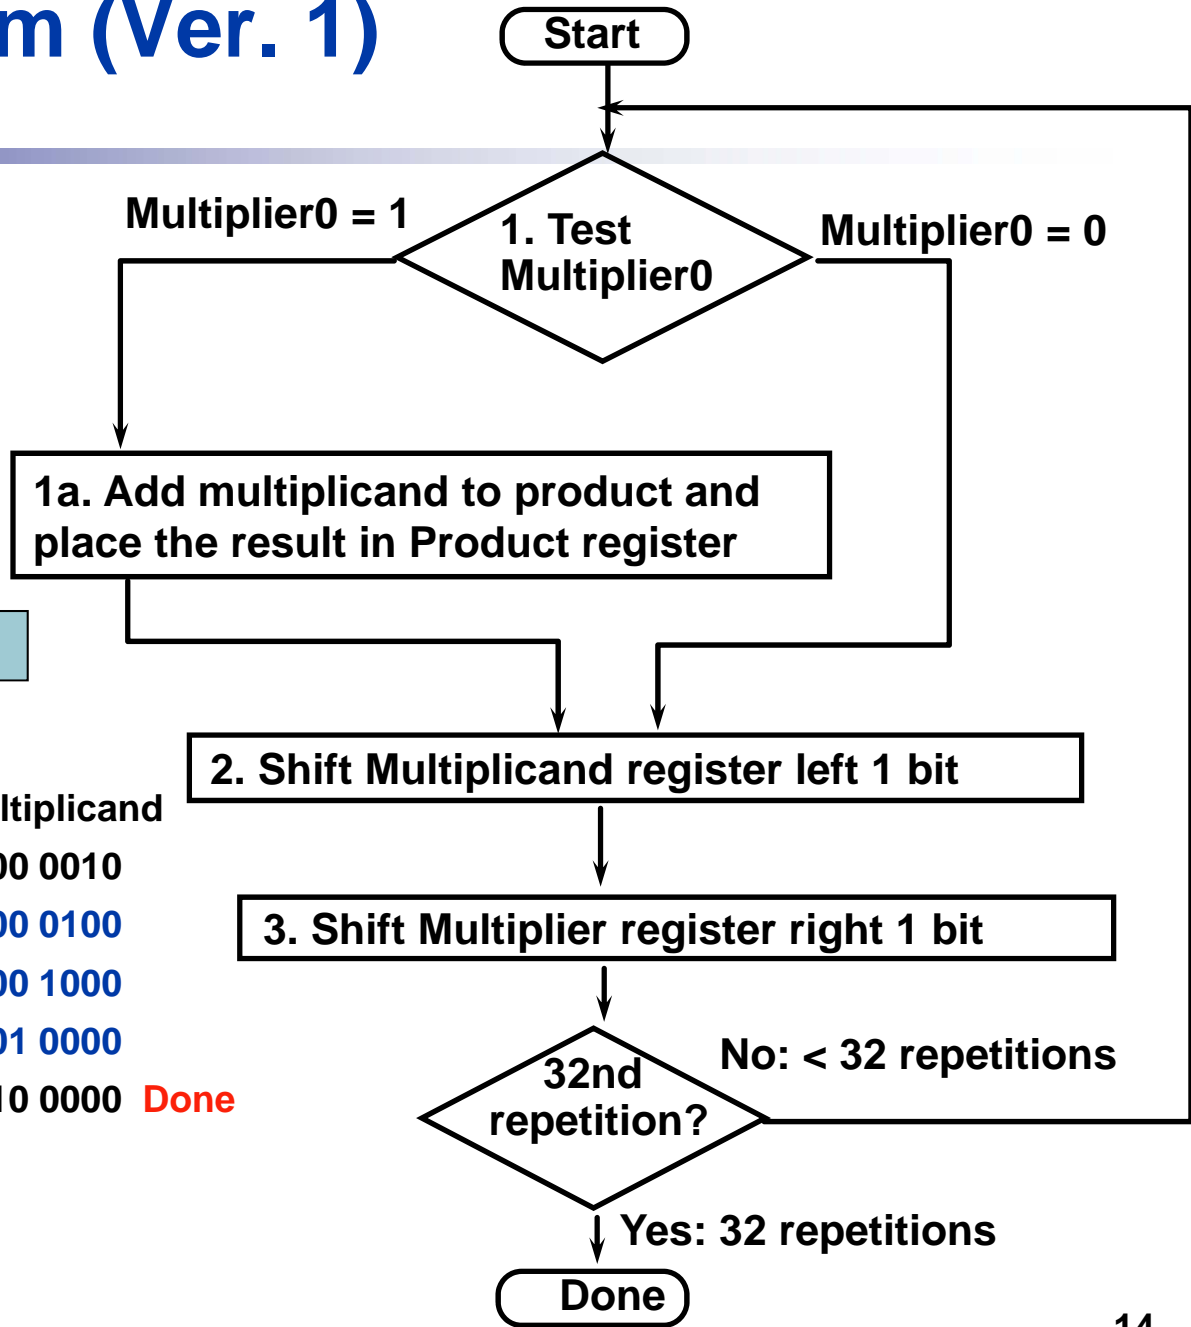 m (Ver. 1)
Start
Multiplier0 = 1
1. Test
Multiplier0
Multiplier0 = 0
1a. Add multiplicand to product and
place the result in Product register
2. Shift Multiplicand register left 1 bit
ltiplicand
00 0010
00 0100
00 1000
01 0000
10 0000 Done
3. Shift Multiplier register right 1 bit
32nd
repetition?
No: < 32 repetitions
Yes: 32 repetitions
Done
14